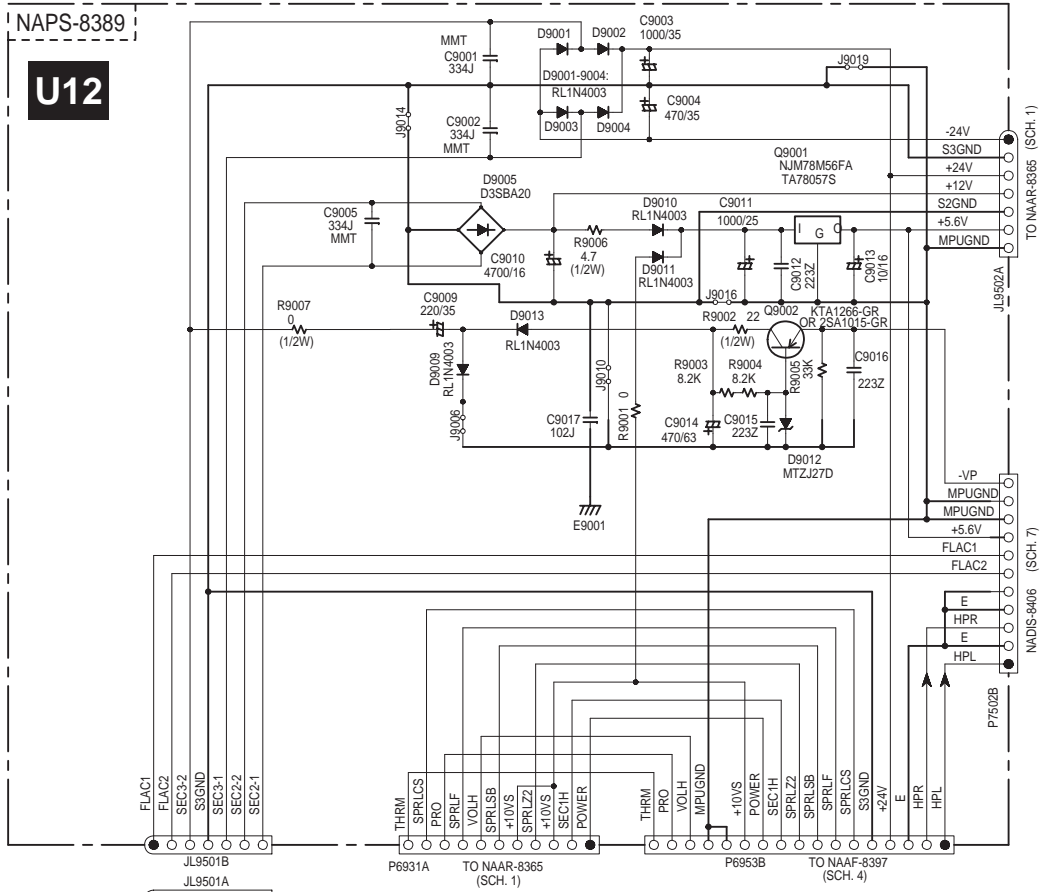 NAPS-8389
U12
MMT
C9001
334J
C9002
334J
MMT
J9014
D9001
D9002
C9003
1000/35
D9001-9004:
RL1N4003
D9003
D9004
C9004
470/35
J9019
-24V
S3GND
+24V
+12V
S2GND
+5.6V
MPUGND
TO NAAR-8365 (SCH. 1)
JL9502A
Q9001
NJM78M56FA
TA78057S
D9005
D3SBA20
C9005
334J
MMT
C9010
4700/16
R9006
4.7
(1/2W)
D9010
RL1N4003
D9011
RL1N4003
C9011
1000/25
I
G
O
C9012
223Z
C9013
10/16
J9016
R9007
0
(1/2W)
C9009
220/35
D9013
RL1N4003
D9009
RL1N4003
J9006
J9010
C9017
102J
E9001
R9001 0
R9002 22
(1/2W)
Q9002
KTA1266-GR
OR 2SA1015-GR
R9003
8.2K
R9004
8.2K
R9005
33K
C9016
223Z
C9014
470/63
C9015
223Z
D9012
MTZJ27D
-VP
MPUGND
MPUGND
+5.6V
FLAC1
FLAC2
E
HPR
E
HPL
NADIS-8406 (SCH. 7)
P7502B
FLAC1
FLAC2
SEC3-2
S3GND
SEC3-1
SEC2-2
SEC2-1
JL9501B
JL9501A
THRM
SPRLCS
PRO
SPRLF
VOLH
SPRLSB
+10VS
SPRLZ2
+10VS
SEC1H
POWER
P6931A
TO NAAR-8365
(SCH. 1)
THRM
PRO
VOLH
MPUGND
+10VS
POWER
SEC1H
SPRLZ2
SPRLSB
SPRLF
SPRLCS
S3GND
+24V
E
HPR
HPL
P6953B
TO NAAF-8397
(SCH. 4)